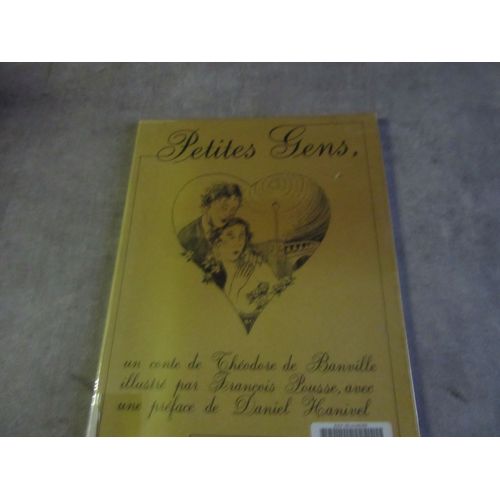 Petites Gens,
un conte de Théodore de Banville
illustré par François Pousse, avec
une préface de Daniel Hanivel